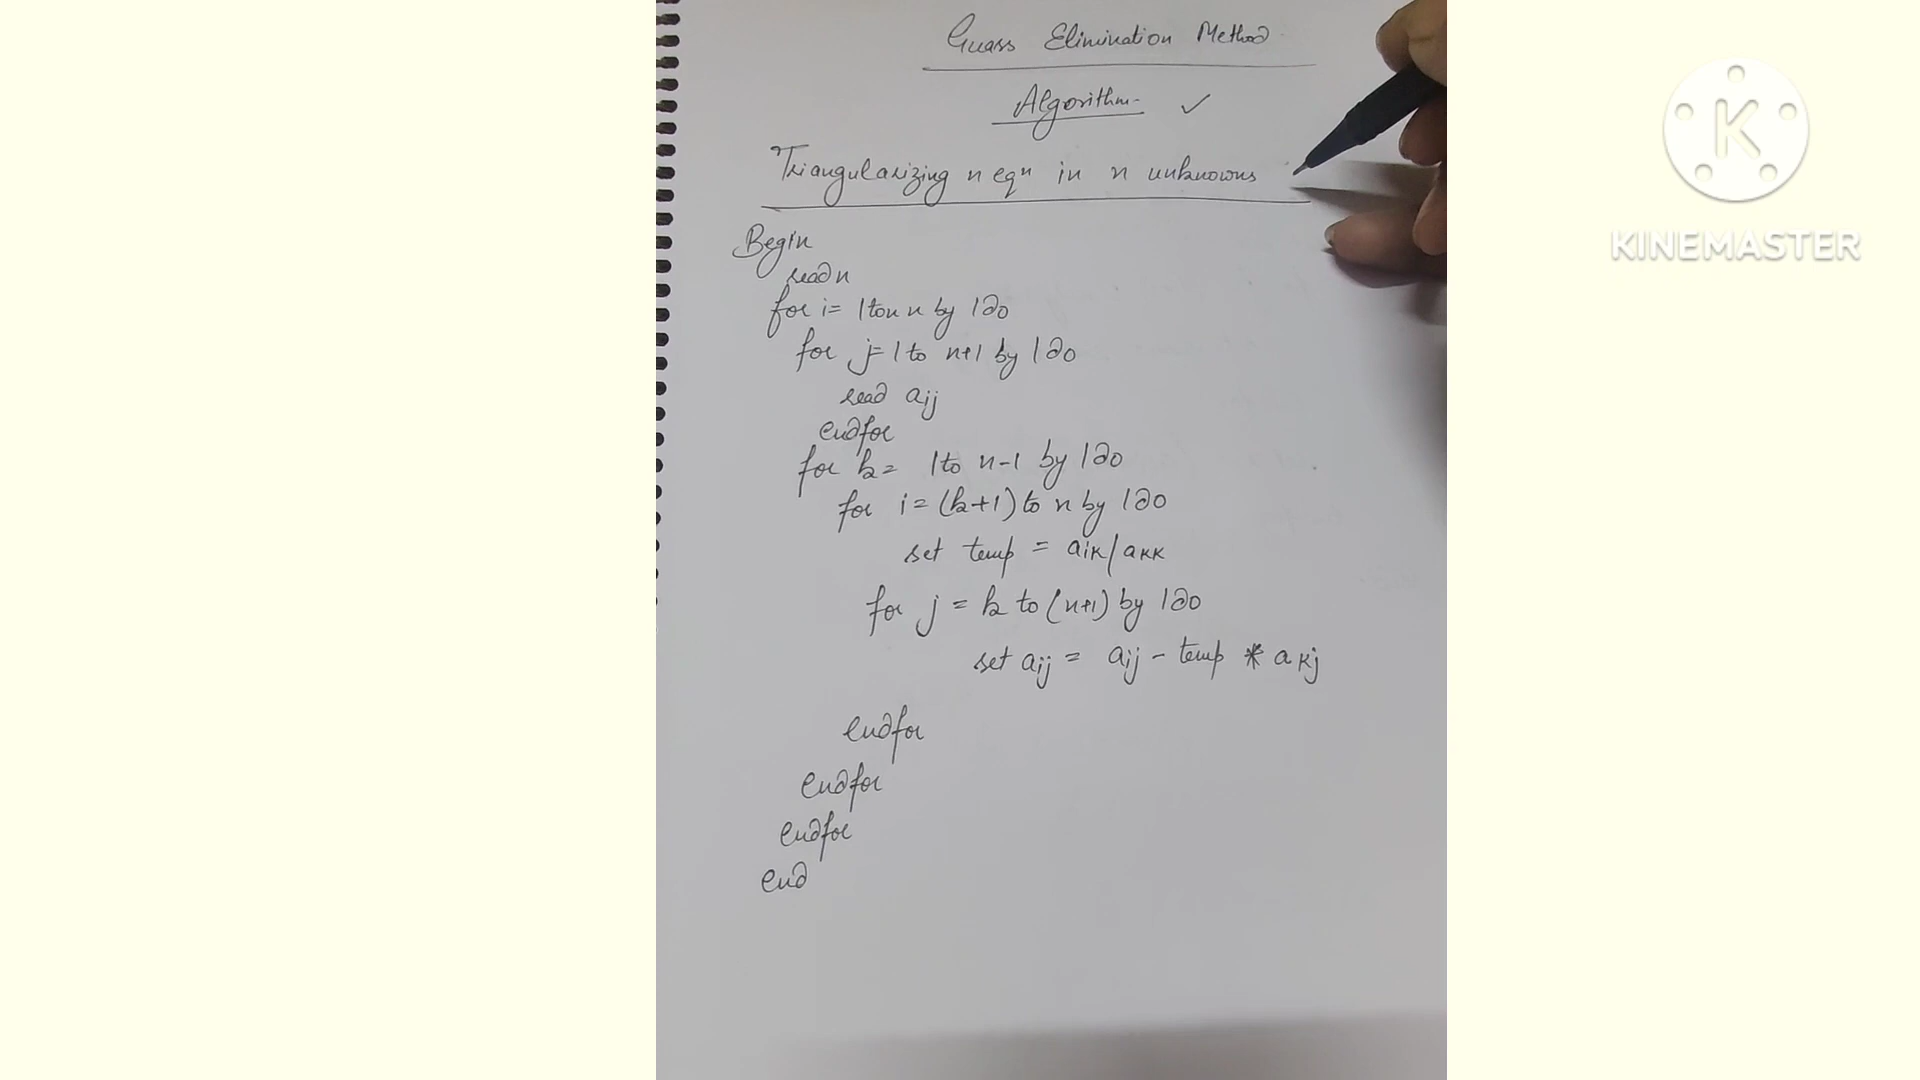 Guass Elimination Method
Algorithm ✓
Triangularizing n eqn in n unknowns
Begin
read n
for i = 1 to n by 1 do
for j = 1 to n+1 by 1 do
read aij
endfor
for k = 1 to n-1 by 1 do
for i = (k+1) to n by 1 do
set temp = aik/akk
for j = k to (n+1) by 1 do
set aij = aij - temp * akj
endfor
endfor
endfor
end
K
KINEMASTER